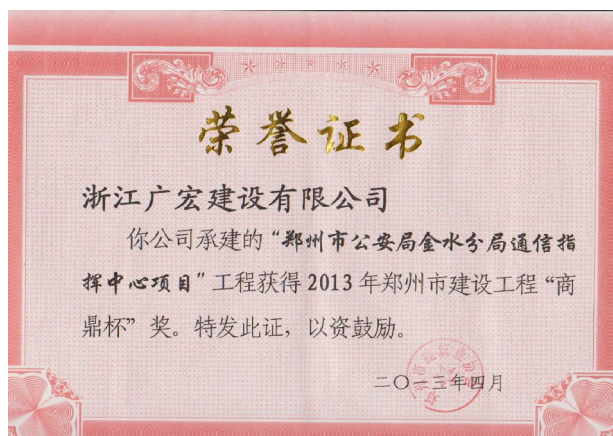 荣誉证书
浙江广宏建设有限公司
你公司承建的“郑州市公安局金水分局通信指
挥中心项目”工程获得2013年郑州市建设工程“商
鼎杯”奖。特发此证，以资鼓励。
二〇一三年四月